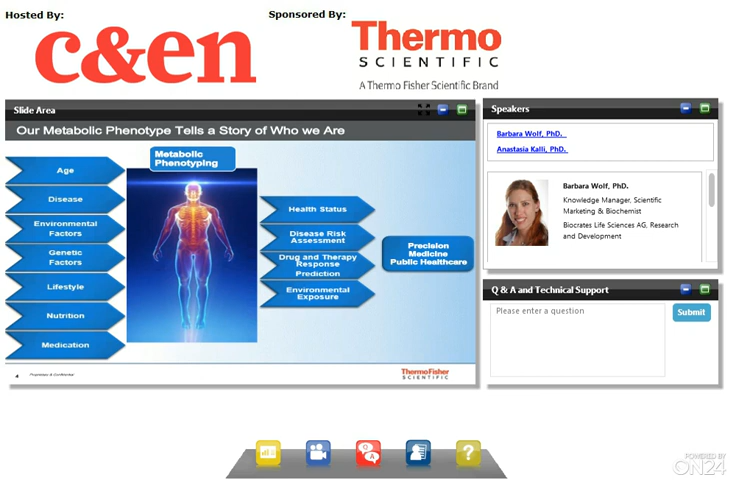 Hosted By:
Sponsored By:
c&en
Thermo
SCIENTIFIC
A Thermo Fisher Scientific Brand
Slide Area
Our Metabolic Phenotype Tells a Story of Who we Are
Metabolic
Phenotyping
Age
Disease
Environmental
Factors
Genetic
Factors
Lifestyle
Nutrition
Medication
Health Status
Disease Risk
Assessment
Drug and Therapy
Response
Prediction
Environmental
Exposure
Precision
Medicine
Public Healthcare
4
Proprietary & Confidential
ThermoFisher
SCIENTIFIC
Speakers
Barbara Wolf, PhD.
Anastasia Kalli, PhD.
Barbara Wolf, PhD.
Knowledge Manager, Scientific
Marketing & Biochemist
Biocrates Life Sciences AG, Research
and Development
Q & A and Technical Support
Please enter a question
Submit
Q
A
?
POWERED BY
ON24